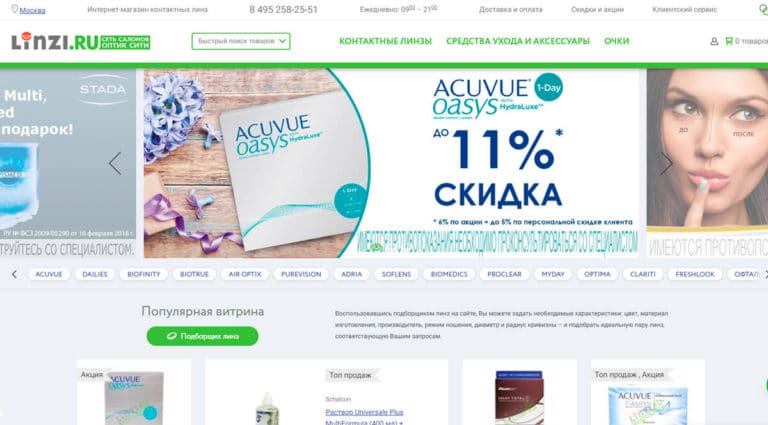 Москва
Интернет-магазин контактных линз
8 495 258-25-51
Ежедневно: 09:00 – 21:00
Доставка и оплата
Скидки и акции
Клиентский сервис
LiNZI.RU
СЕТЬ САЛОНОВ
ОПТИК СИТИ
Быстрый поиск товаров
КОНТАКТНЫЕ ЛИНЗЫ
СРЕДСТВА УХОДА И АКСЕССУАРЫ
ОЧКИ
0 товаров
Multi,
STADA
подарок!
РУ № ФСЗ 2009/05290 от 16 февраля 2018 г.
СО СПЕЦИАЛИСТОМ.
ACUVUE
oasys WITH
HydraLuxe
1-DAY
ACUVUE
oasys WITH
HydraLuxe™
1-Day
ДО 11%*
СКИДКА
* 6% по акции + до 5% по персональной скидке клиента
ИМЕЮТСЯ ПРОТИВОПОКАЗАНИЯ НЕОБХОДИМО ПРОКОНСУЛЬТИРОВАТЬСЯ СО СПЕЦИАЛИСТОМ
до
после
ИМЕЮТСЯ
ACUVUE
DAILIES
BIOFINITY
BIOTRUE
AIR OPTIX
PUREVISION
ADRIA
SOFLENS
BIOMEDICS
PROCLEAR
MYDAY
OPTIMA
CLARITI
FRESHLOOK
Популярная витрина
Подборщик линз
Воспользовавшись подборщиком линз на сайте, Вы можете задать необходимые характеристики: цвет, материал
изготовления, производитель, режим ношения, диаметр и радиус кривизны – и подобрать идеальную пару линз,
соответствующую Вашим запросам.
Акция
ACUVUE
oasys
Топ продаж
Schalcon
Раствор Universale Plus
MultiFormula (400 мл) +
Топ продаж , Акция
ACUVUE
oasys